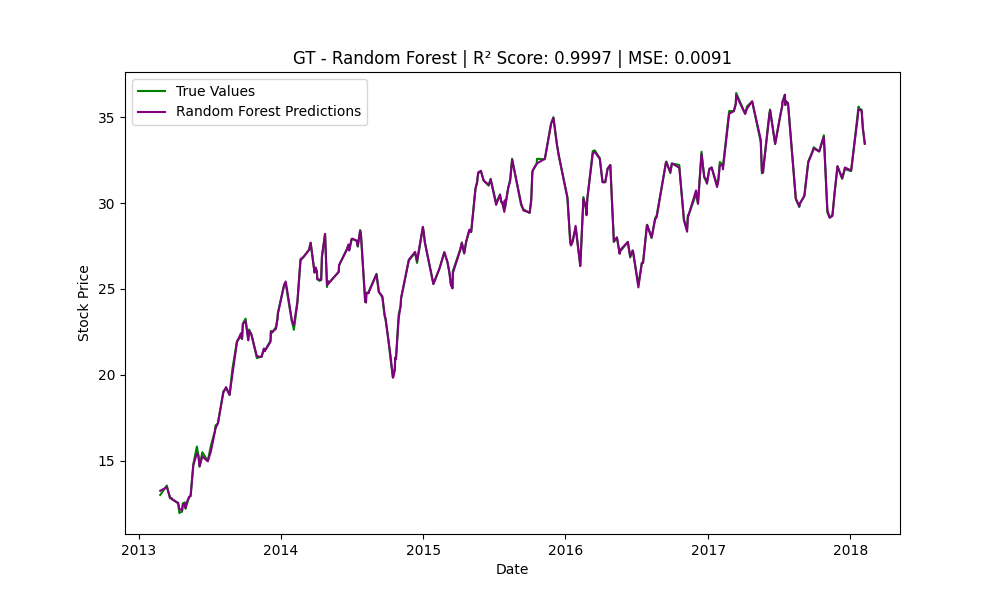 GT - Random Forest | R² Score: 0.9997 | MSE: 0.0091
True Values
Random Forest Predictions
Stock Price
35
30
25
20
15
2013
2014
2015
2016
2017
2018
Date